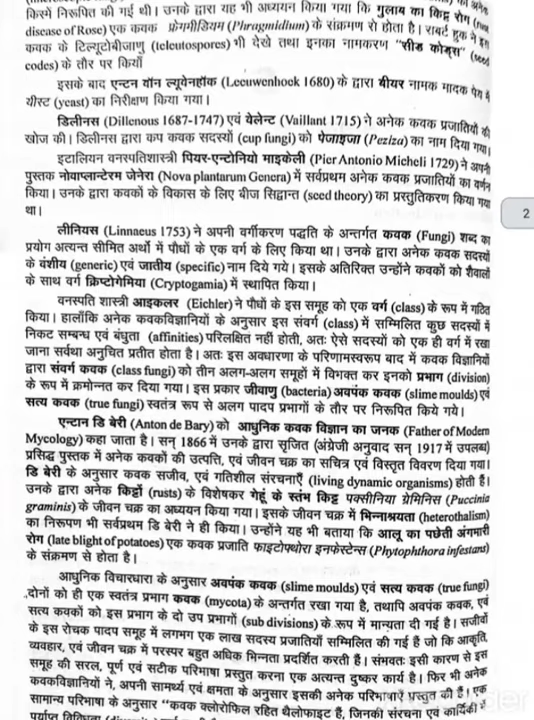 किस्में निरूपित की गई थी। उनके द्वारा यह भी अध्ययन किया गया कि गुलाब का किट्ट रोग (rust
disease of Rose) एक कवक फ्रेगमीडियम (Phragmidium) के संक्रमण से होता है। राबर्ट हूक ने इस
कवक के टिल्यूटोबीजाणु (teleutospores) भी देखे तथा इनका नामकरण "सीड कोड्स" (seed
codes) के तौर पर कियाँ
इसके बाद एन्टन वॉन ल्यूयेनहॉक (Leeuwenhoek 1680) के द्वारा बीयर नामक मादक पेय में
यीस्ट (yeast) का निरीक्षण किया गया।
डिलीनस (Dillenous 1687-1747) एवं वेलेन्ट (Vaillant 1715) ने अनेक कवक प्रजातियों की
खोज की। डिलीनस द्वारा कप कवक सदस्यों (cup fungi) को पेजाइजा (Peziza) का नाम दिया गया।
इटालियन वनस्पतिशास्त्री पियर-एन्टोनियो माइकेली (Pier Antonio Micheli 1729) ने अपनी
पुस्तक नोवाप्लान्टेरम जेनेरा (Nova plantarum Genera) में सर्वप्रथम अनेक कवक प्रजातियों का वर्णन
किया। उनके द्वारा कवकों के विकास के लिए बीज सिद्वान्त (seed theory) का प्रस्तुतिकरण किया गया
था।
लीनियस (Linnaeus 1753) ने अपनी वर्गीकरण पद्धति के अन्तर्गत कवक (Fungi) शब्द का
प्रयोग अत्यन्त सीमित अर्थो में पौधों के एक वर्ग के लिए किया था। उनके द्वारा अनेक कवक सदस्यों
के वंशीय (generic) एवं जातीय (specific) नाम दिये गये। इसके अतिरिक्त उन्होंने कवकों को शैवालों
के साथ वर्ग क्रिप्टोगेमिया (Cryptogamia) में स्थापित किया।
वनस्पति शास्त्री आइकलर (Eichler) ने पौधों के इस समूह को एक वर्ग (class) के रूप में गठित
किया। हालाँकि अनेक कवकविज्ञानियों के अनुसार इस संवर्ग (class) में सम्मिलित कुछ सदस्यों में
निकट सम्बन्ध एवं बंधुता (affinities) परिलक्षित नहीं होती, अतः ऐसे सदस्यों को एक ही वर्ग में रखा
जाना सर्वथा अनुचित प्रतीत होता है। अतः इस अवधारणा के परिणामस्वरूप बाद में कवक विज्ञानियों
द्वारा संवर्ग कवक (class fungi) को तीन अलग-अलग समूहों में विभक्त कर इनको प्रभाग (division)
के रूप में क्रमोन्नत कर दिया गया। इस प्रकार जीवाणु (bacteria) अवपंक कवक (slime moulds) एवं
सत्य कवक (true fungi) स्वतंत्र रूप से अलग पादप प्रभागों के तौर पर निरूपित किये गये।
एन्टान डि बेरी (Anton de Bary) को आधुनिक कवक विज्ञान का जनक (Father of Modern
Mycology) कहा जाता है। सन् 1866 में उनके द्वारा सृजित (अंग्रेजी अनुवाद सन् 1917 में उपलब्ध)
प्रसिद्ध पुस्तक में अनेक कवकों की उत्पत्ति, एवं जीवन चक्र का सचित्र एवं विस्तृत विवरण दिया गया।
डि बेरी के अनुसार कवक सजीव, एवं गतिशील संरचनाएँ (living dynamic organisms) होती हैं।
उनके द्वारा अनेक किट्टों (rusts) के विशेषकर गेहूं के स्तंभ किट्ट पक्सीनिया ग्रेमिनिस (Puccinia
graminis) के जीवन चक्र का अध्ययन किया गया। इसके जीवन चक्र में भिन्नाश्रयता (heterothalism)
का निरूपण भी सर्वप्रथम डि बेरी ने ही किया। उन्होंने यह भी बताया कि आलू का पछेती अंगमारी
रोग (late blight of potatoes) एक कवक प्रजाति फाइटोफ्थोरा इनफेस्टेन्स (Phytophthora infestans)
के संक्रमण से होता है।
आधुनिक विचारधारा के अनुसार अवपंक कवक (slime moulds) एवं सत्य कवक (true fungi)
दोनों को ही एक स्वतंत्र प्रभाग कवक (mycota) के अन्तर्गत रखा गया है, तथापि अवपंक कवक, एवं
सत्य कवकों को इस प्रभाग के दो उप प्रभागों (sub divisions) के रूप में मान्यता दी गई है। सजीवों
के इस रोचक पादप समूह में लगभग एक लाख सदस्य प्रजातियाँ सम्मिलित की गई हैं जो कि आकृति,
व्यवहार, एवं जीवन चक्र में परस्पर बहुत अधिक भिन्नता प्रदर्शित करती हैं। संभवतः इसी कारण से इस
समूह की सरल, पूर्ण एवं सटीक परिभाषा प्रस्तुत करना एक अत्यन्त दुष्कर कार्य है। फिर भी अनेक
कवकविज्ञानियों ने, अपनी सामर्थ्य एवं क्षमता के अनुसार इसकी अनेक परिभाषाएँ प्रस्तुत की हैं। एक
सामान्य परिभाषा के अनुसार "कवक क्लोरोफिल रहित थैलोफाइट हैं, जिनकी संरचना एवं कार्यिकी में
पर्याप्त विविधता
2